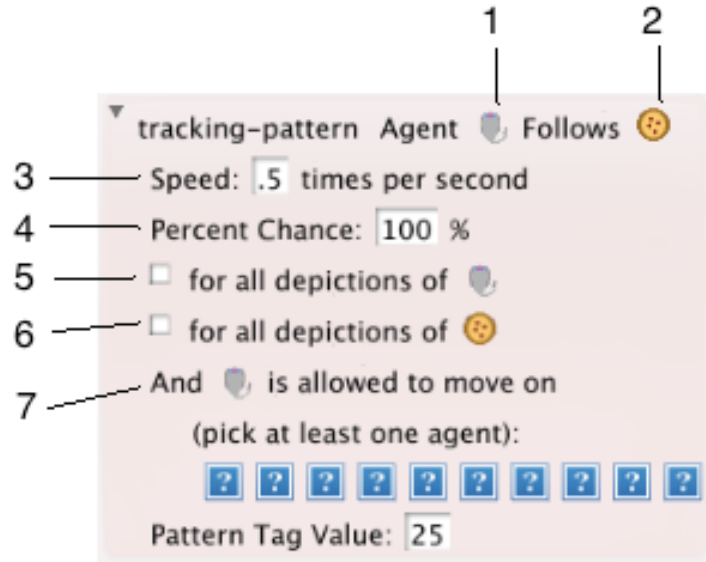 1 2
tracking-pattern Agent Follows
3 Speed: .5 times per second
4 Percent Chance: 100 %
5 for all depictions of
6 for all depictions of
7 And is allowed to move on
(pick at least one agent):
? ? ? ? ? ? ? ? ? ?
Pattern Tag Value: 25